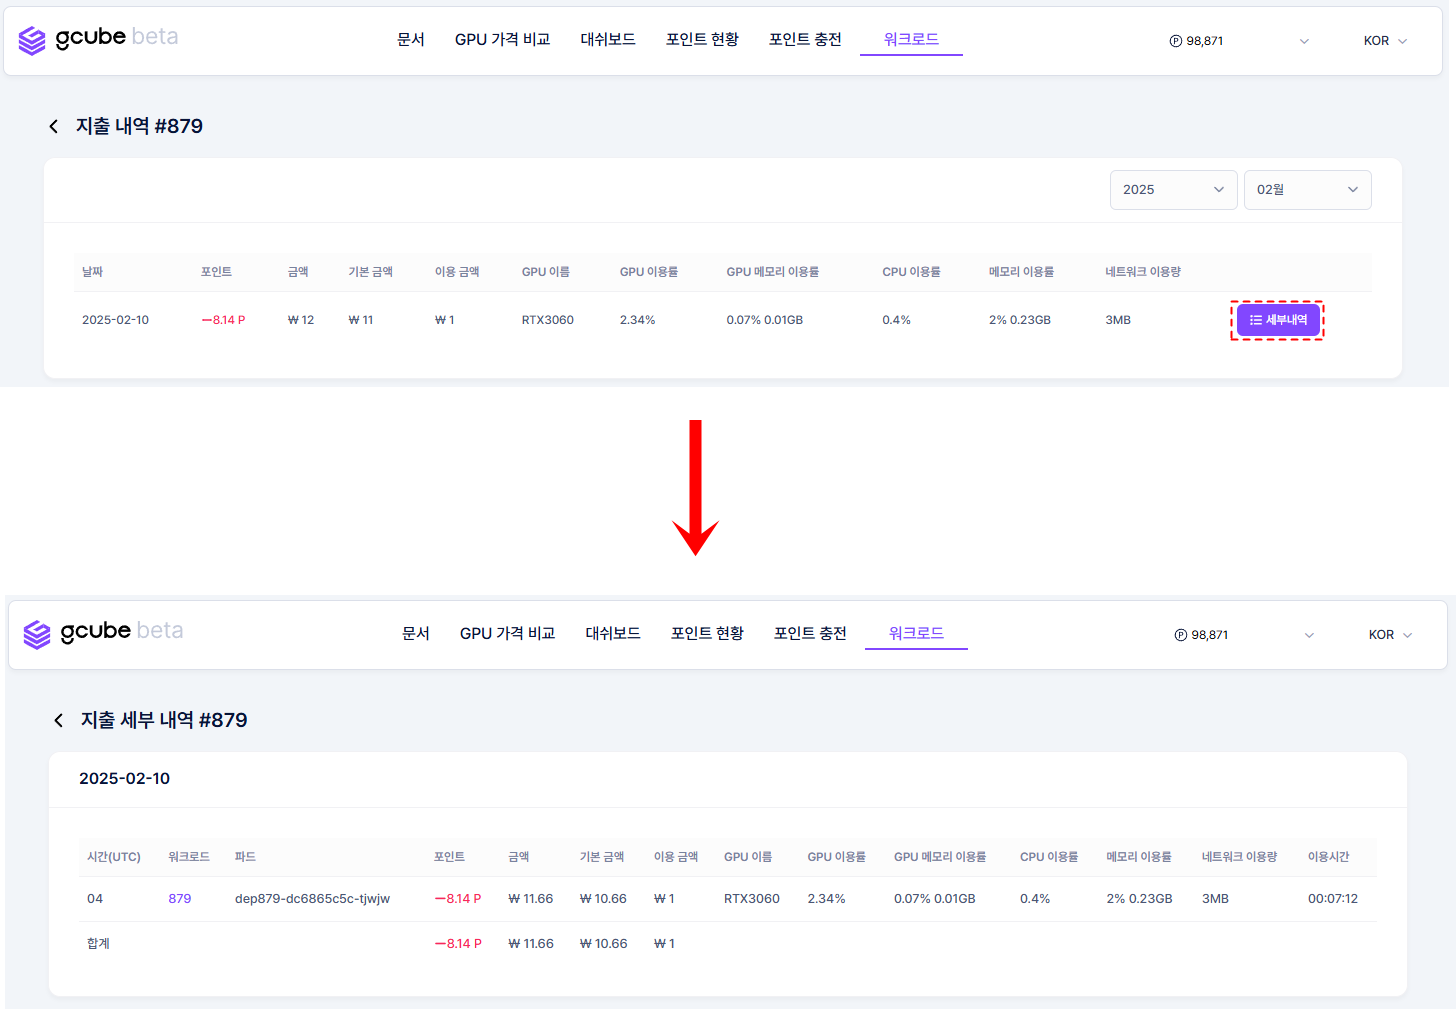 gcube beta 문서 GPU 가격 비교 대쉬보드 포인트 현황 포인트 충전 워크로드 Ⓟ 98,871 KOR
지출 내역 #879
2025 02월
날짜 포인트 금액 기본 금액 이용 금액 GPU 이름 GPU 이용률 GPU 메모리 이용률 CPU 이용률 메모리 이용률 네트워크 이용량
2025-02-10 −8.14 P ₩ 12 ₩ 11 ₩ 1 RTX3060 2.34% 0.07% 0.01GB 0.4% 2% 0.23GB 3MB 세부내역
gcube beta 문서 GPU 가격 비교 대쉬보드 포인트 현황 포인트 충전 워크로드 Ⓟ 98,871 KOR
지출 세부 내역 #879
2025-02-10
시간(UTC) 워크로드 파드 포인트 금액 기본 금액 이용 금액 GPU 이름 GPU 이용률 GPU 메모리 이용률 CPU 이용률 메모리 이용률 네트워크 이용량 이용시간
04 879 dep879-dc6865c5c-tjwjw −8.14 P ₩ 11.66 ₩ 10.66 ₩ 1 RTX3060 2.34% 0.07% 0.01GB 0.4% 2% 0.23GB 3MB 00:07:12
합계 −8.14 P ₩ 11.66 ₩ 10.66 ₩ 1